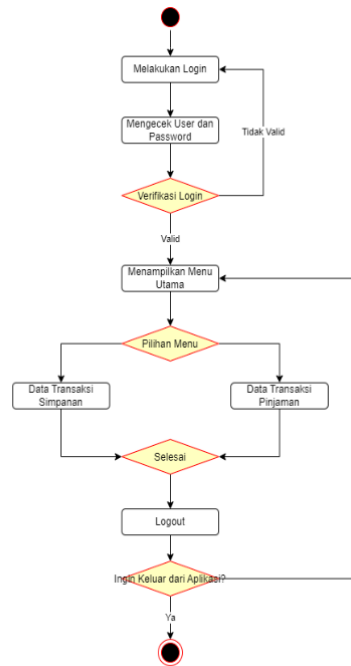 Melakukan Login
Mengecek User dan
Password
Tidak Valid
Verifikasi Login
Valid
Menampilkan Menu
Utama
Pilihan Menu
Data Transaksi
Simpanan
Data Transaksi
Pinjaman
Selesai
Logout
Ingin Keluar dari Aplikasi?
Ya